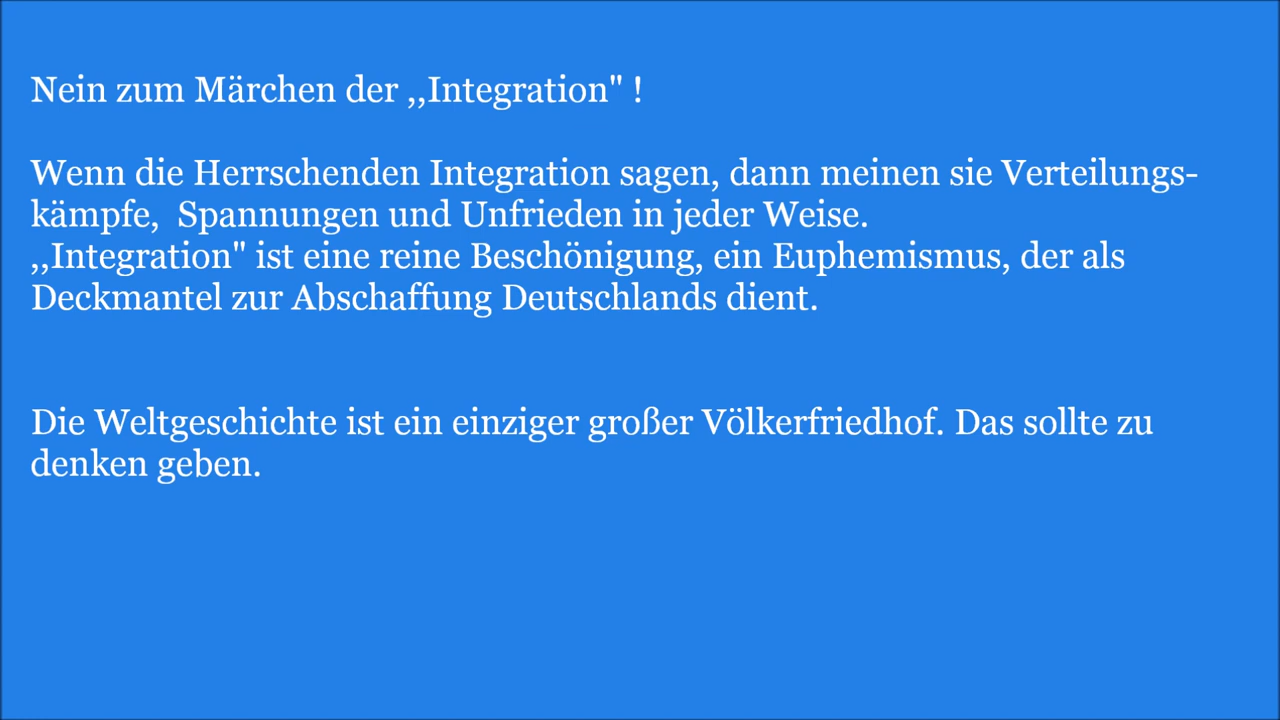 Nein zum Märchen der ,,Integration" !
Wenn die Herrschenden Integration sagen, dann meinen sie Verteilungs-
kämpfe,  Spannungen und Unfrieden in jeder Weise.
,,Integration" ist eine reine Beschönigung, ein Euphemismus, der als
Deckmantel zur Abschaffung Deutschlands dient.
Die Weltgeschichte ist ein einziger großer Völkerfriedhof. Das sollte zu
denken geben.